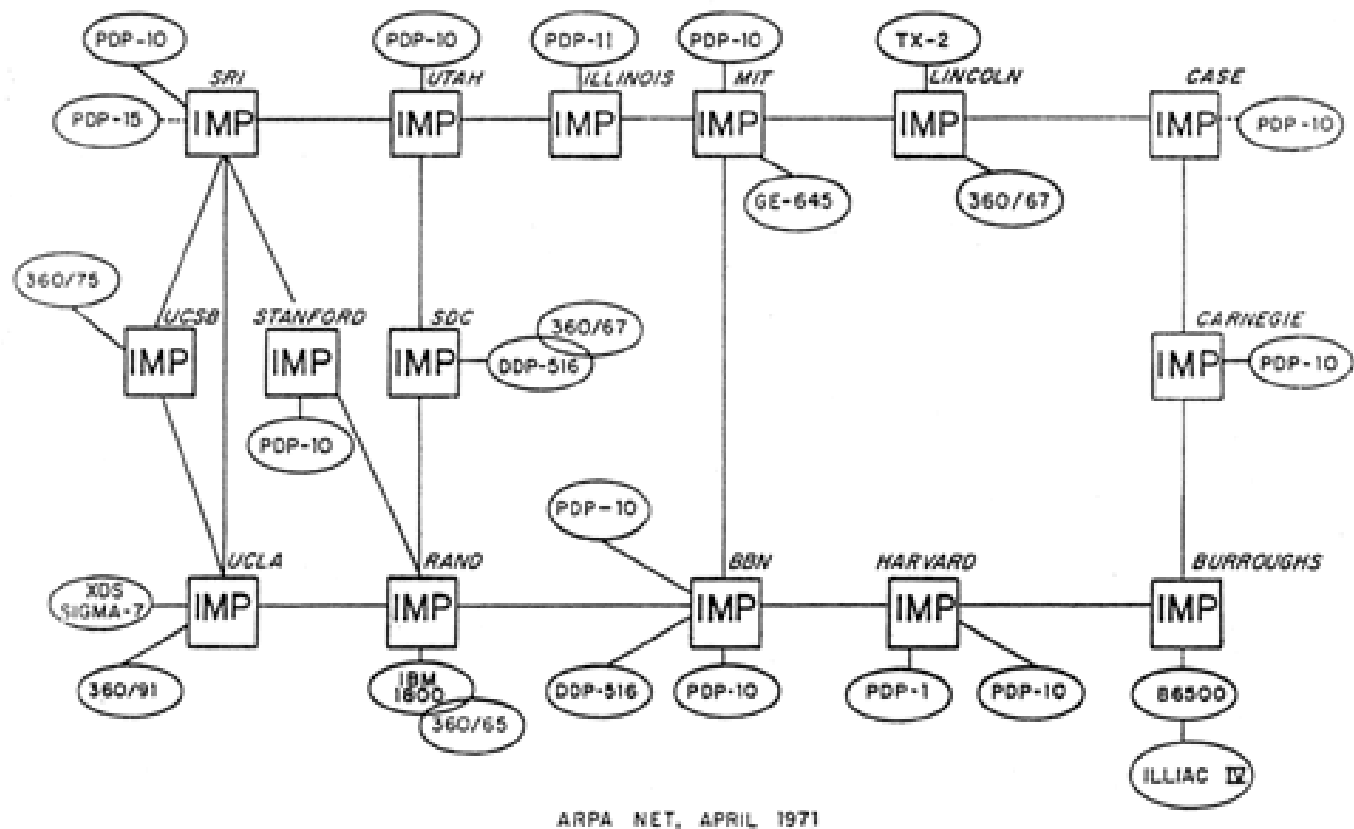 PDP-10
PDP-10
PDP-11
PDP-10
TX-2
SRI
UTAH
ILLINOIS
MIT
LINCOLN
CASE
PDP-15
IMP
IMP
IMP
IMP
IMP
IMP
PDP-10
GE-645
360/67
360/75
UCSB
STANFORD
SDC
360/67
CARNEGIE
IMP
IMP
IMP
DDP-516
IMP
PDP-10
PDP-10
PDP-10
UCLA
RAND
BBN
HARVARD
BURROUGHS
XDS
SIGMA-7
IMP
IMP
IMP
IMP
IMP
360/91
IBM
1800
360/65
DDP-516
PDP-10
PDP-1
PDP-10
B6500
ILLIAC IV
ARPA NET, APRIL 1971